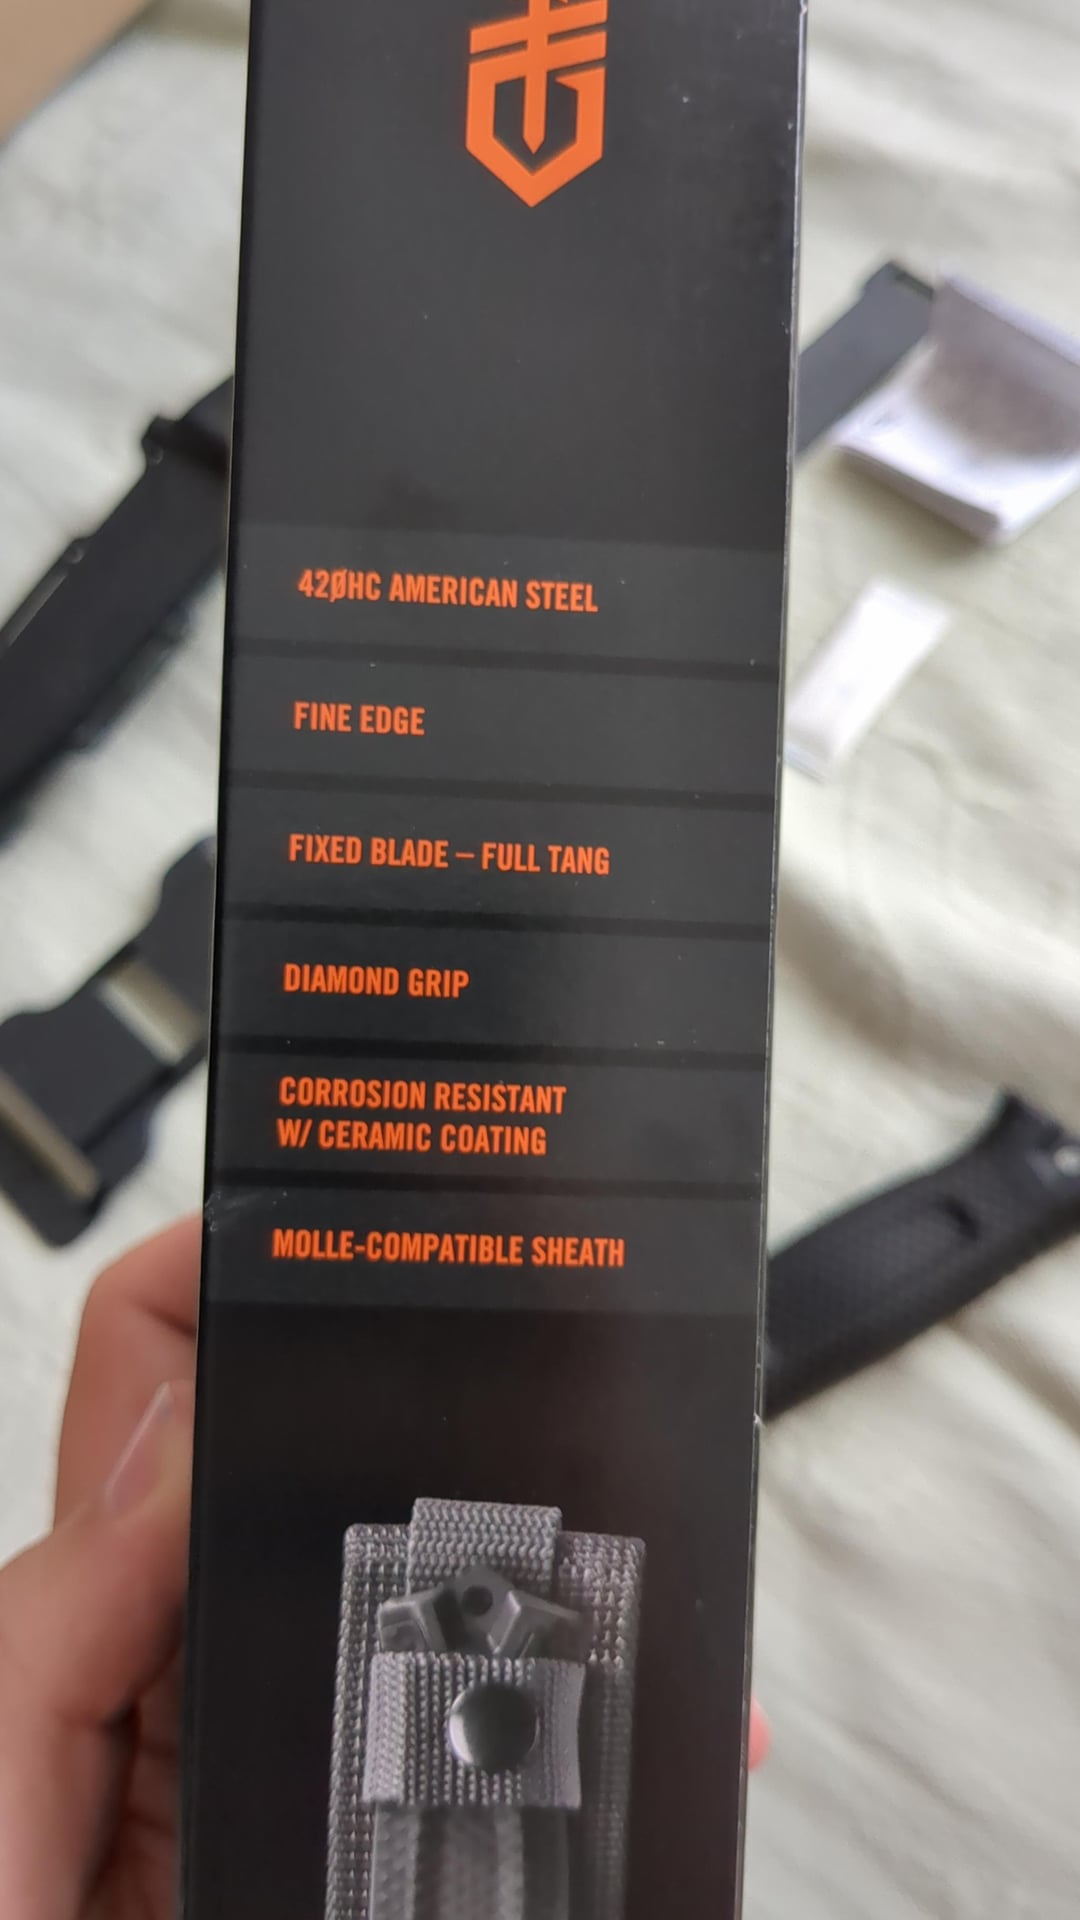 42ØHC AMERICAN STEEL
FINE EDGE
FIXED BLADE – FULL TANG
DIAMOND GRIP
CORROSION RESISTANT
W/ CERAMIC COATING
MOLLE-COMPATIBLE SHEATH